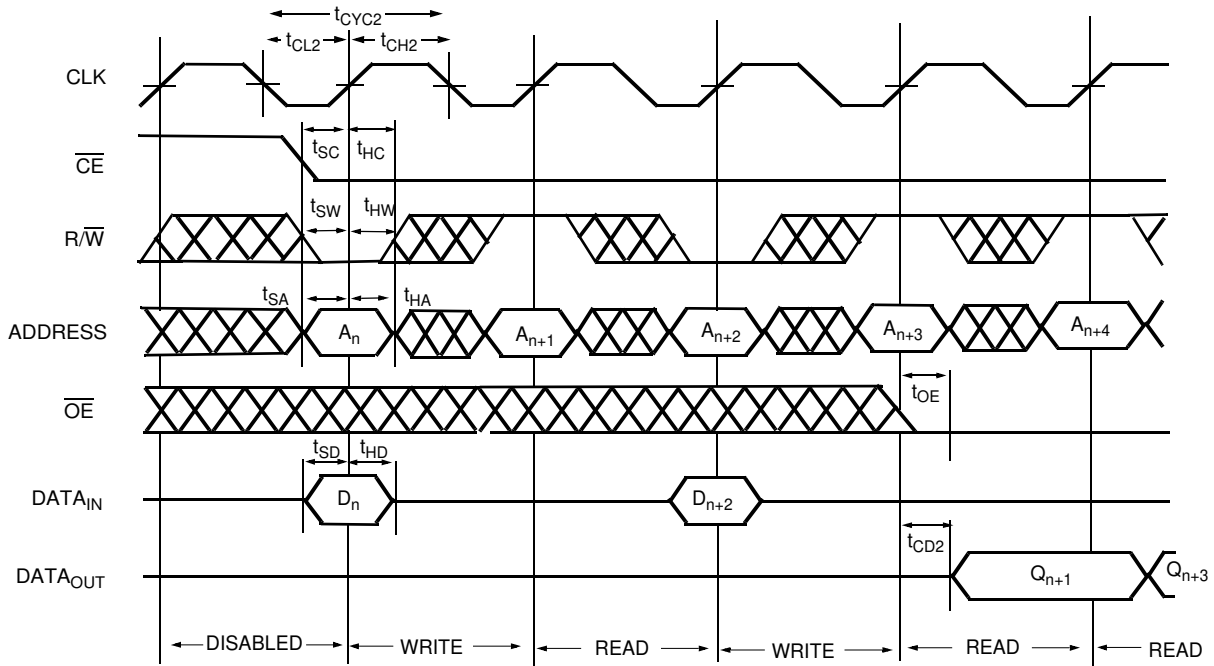 tCYC2
tCL2 tCH2
CLK
tSC tHC
CE
tSW tHW
R/W
tSA tHA
ADDRESS An An+1 An+2 An+3 An+4
OE tOE
tSD tHD
DATAIN Dn Dn+2
tCD2
DATAOUT Qn+1 Qn+3
DISABLED WRITE READ WRITE READ READ